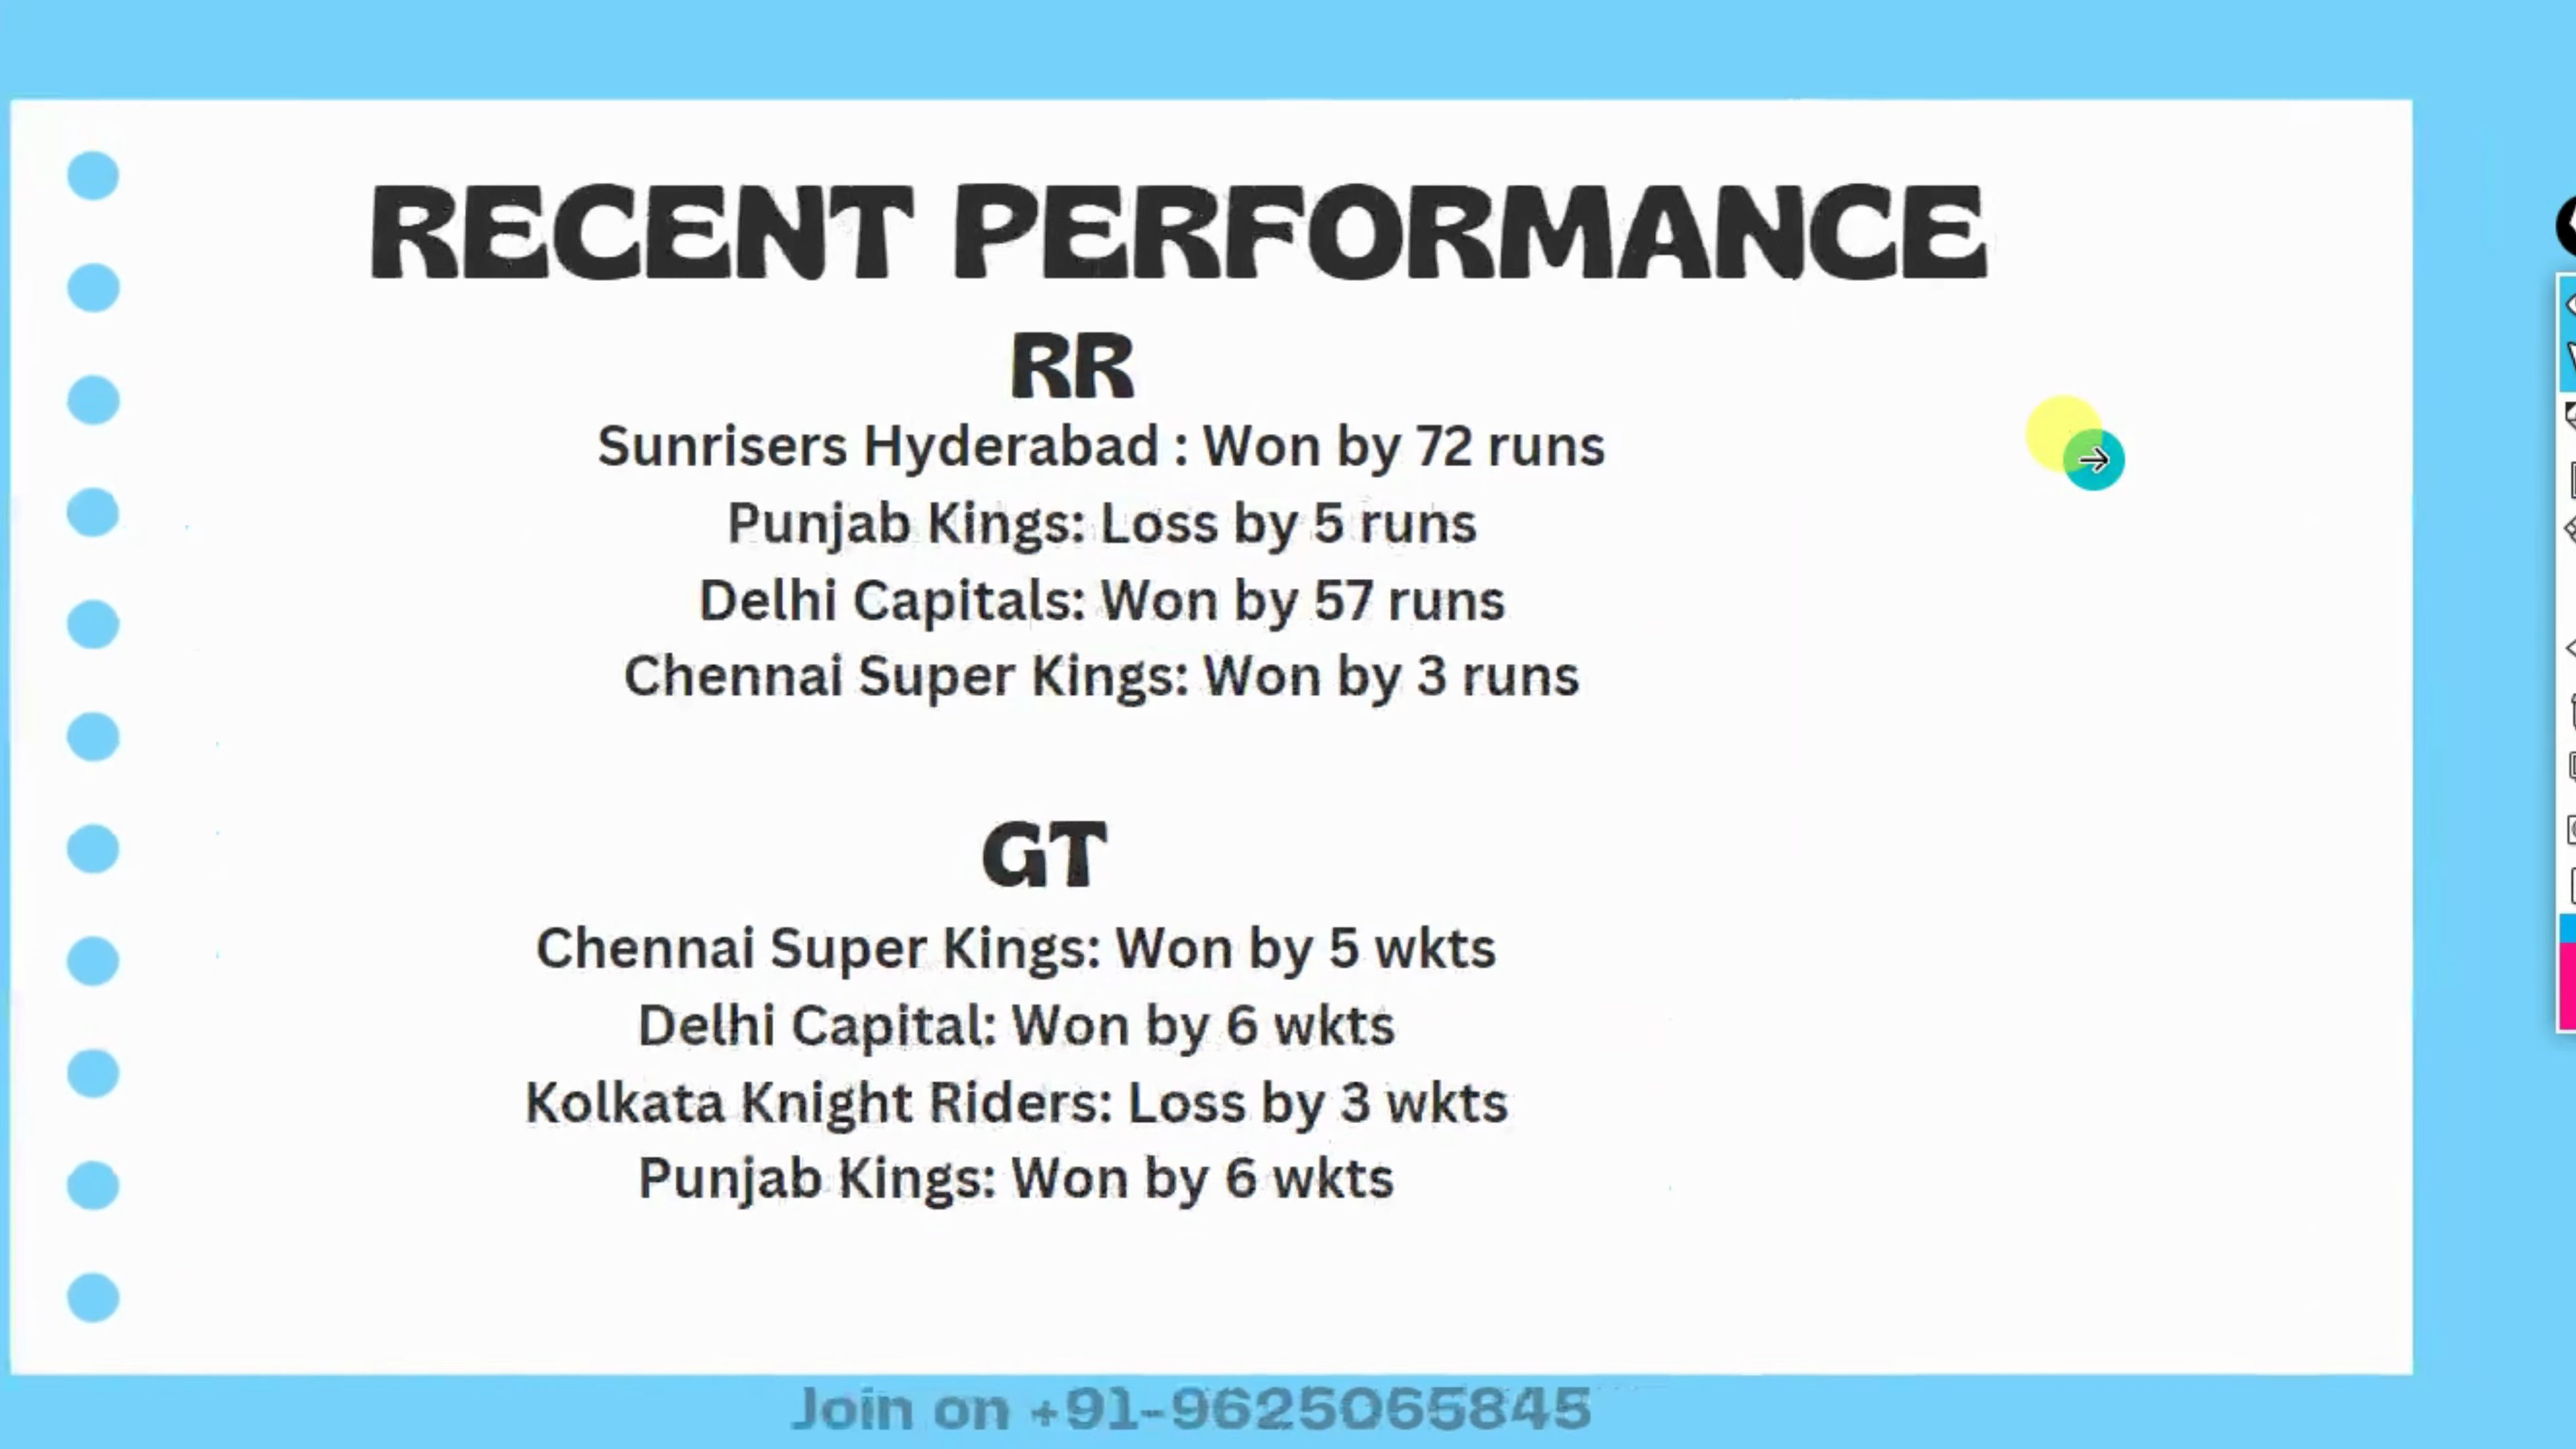 RECENT PERFORMANCE
RR
Sunrisers Hyderabad : Won by 72 runs
Punjab Kings: Loss by 5 runs
Delhi Capitals: Won by 57 runs
Chennai Super Kings: Won by 3 runs
GT
Chennai Super Kings: Won by 5 wkts
Delhi Capital: Won by 6 wkts
Kolkata Knight Riders: Loss by 3 wkts
Punjab Kings: Won by 6 wkts
Join on +91-9625065845